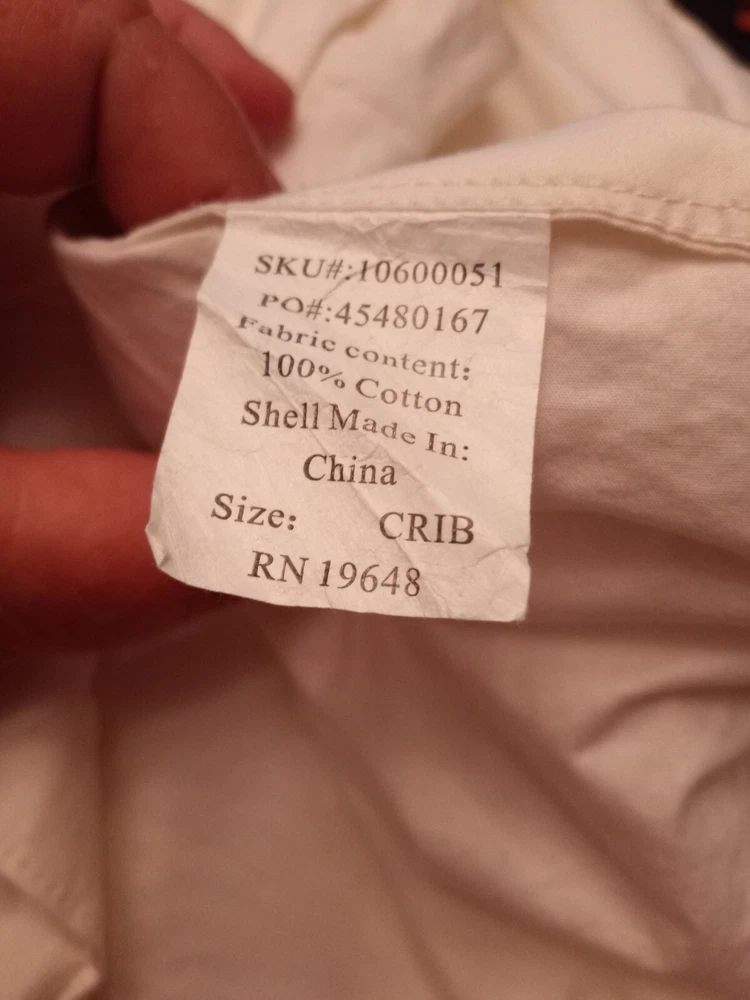 SKU#:10600051
PO#:45480167
Fabric content:
100% Cotton
Shell Made In:
China
Size: CRIB
RN 19648